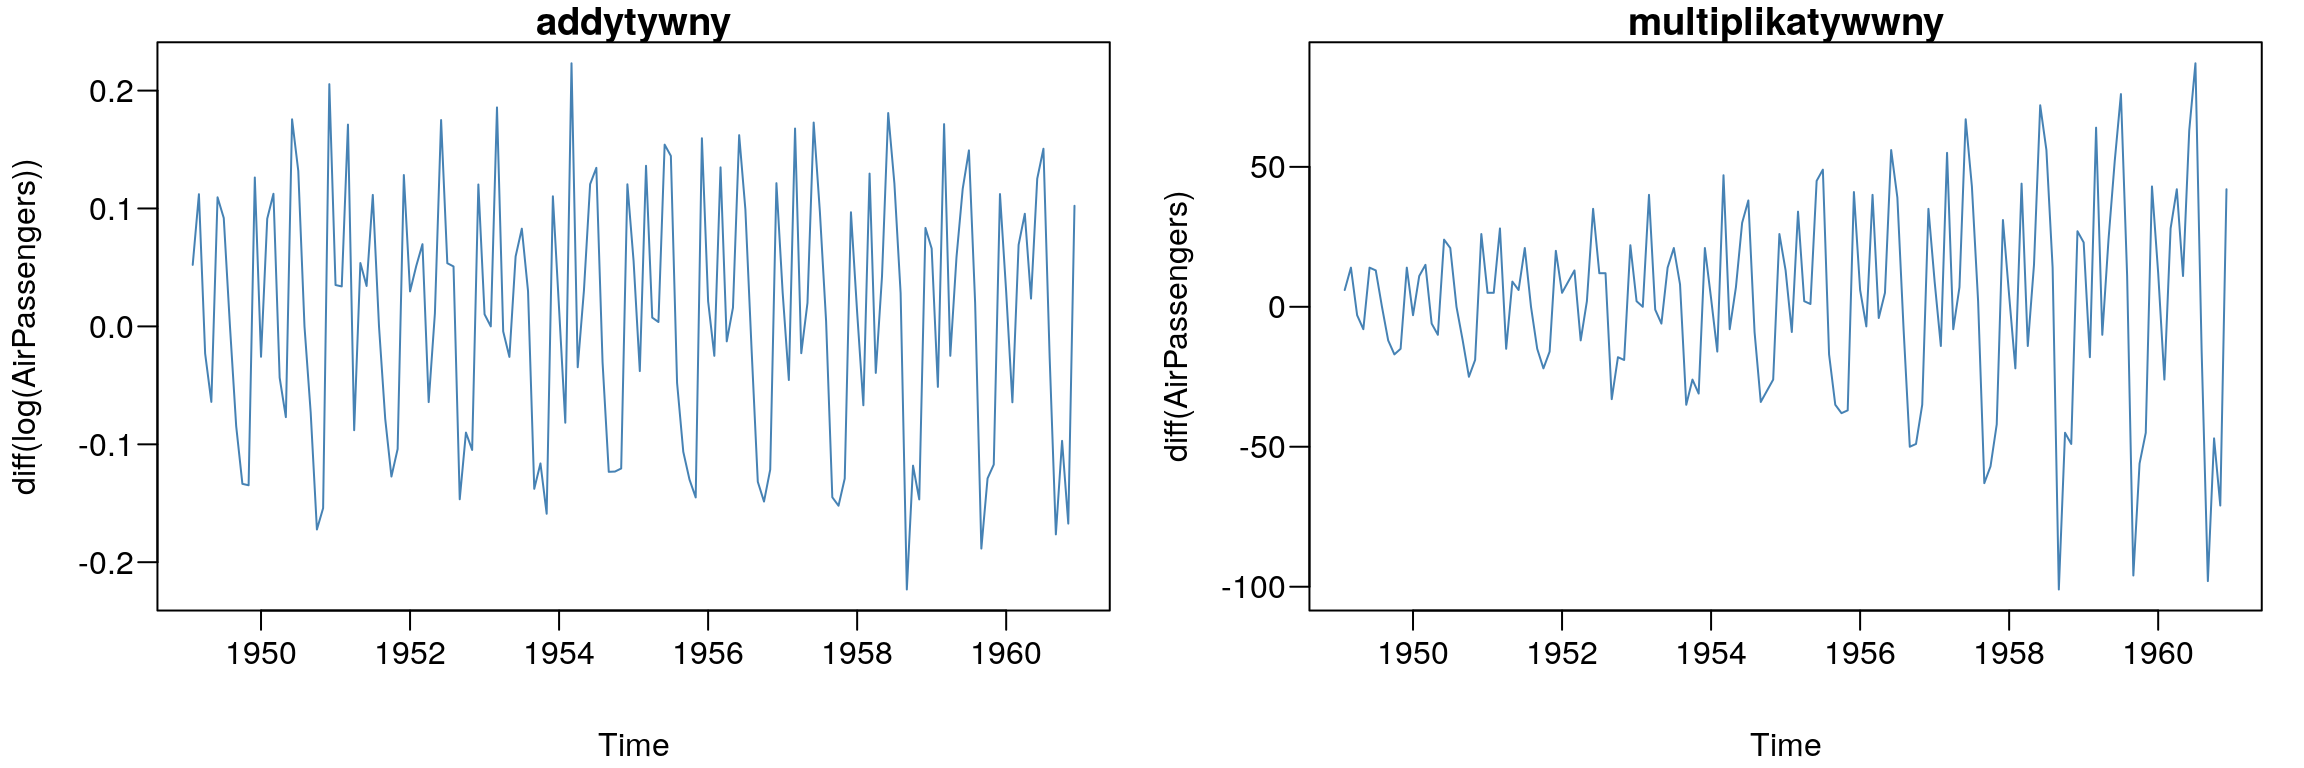 addytywny
diff(log(AirPassengers))
0.2
0.1
0.0
-0.1
-0.2
1950 1952 1954 1956 1958 1960
Time
multiplikatywwny
diff(AirPassengers)
50
0
-50
-100
1950 1952 1954 1956 1958 1960
Time